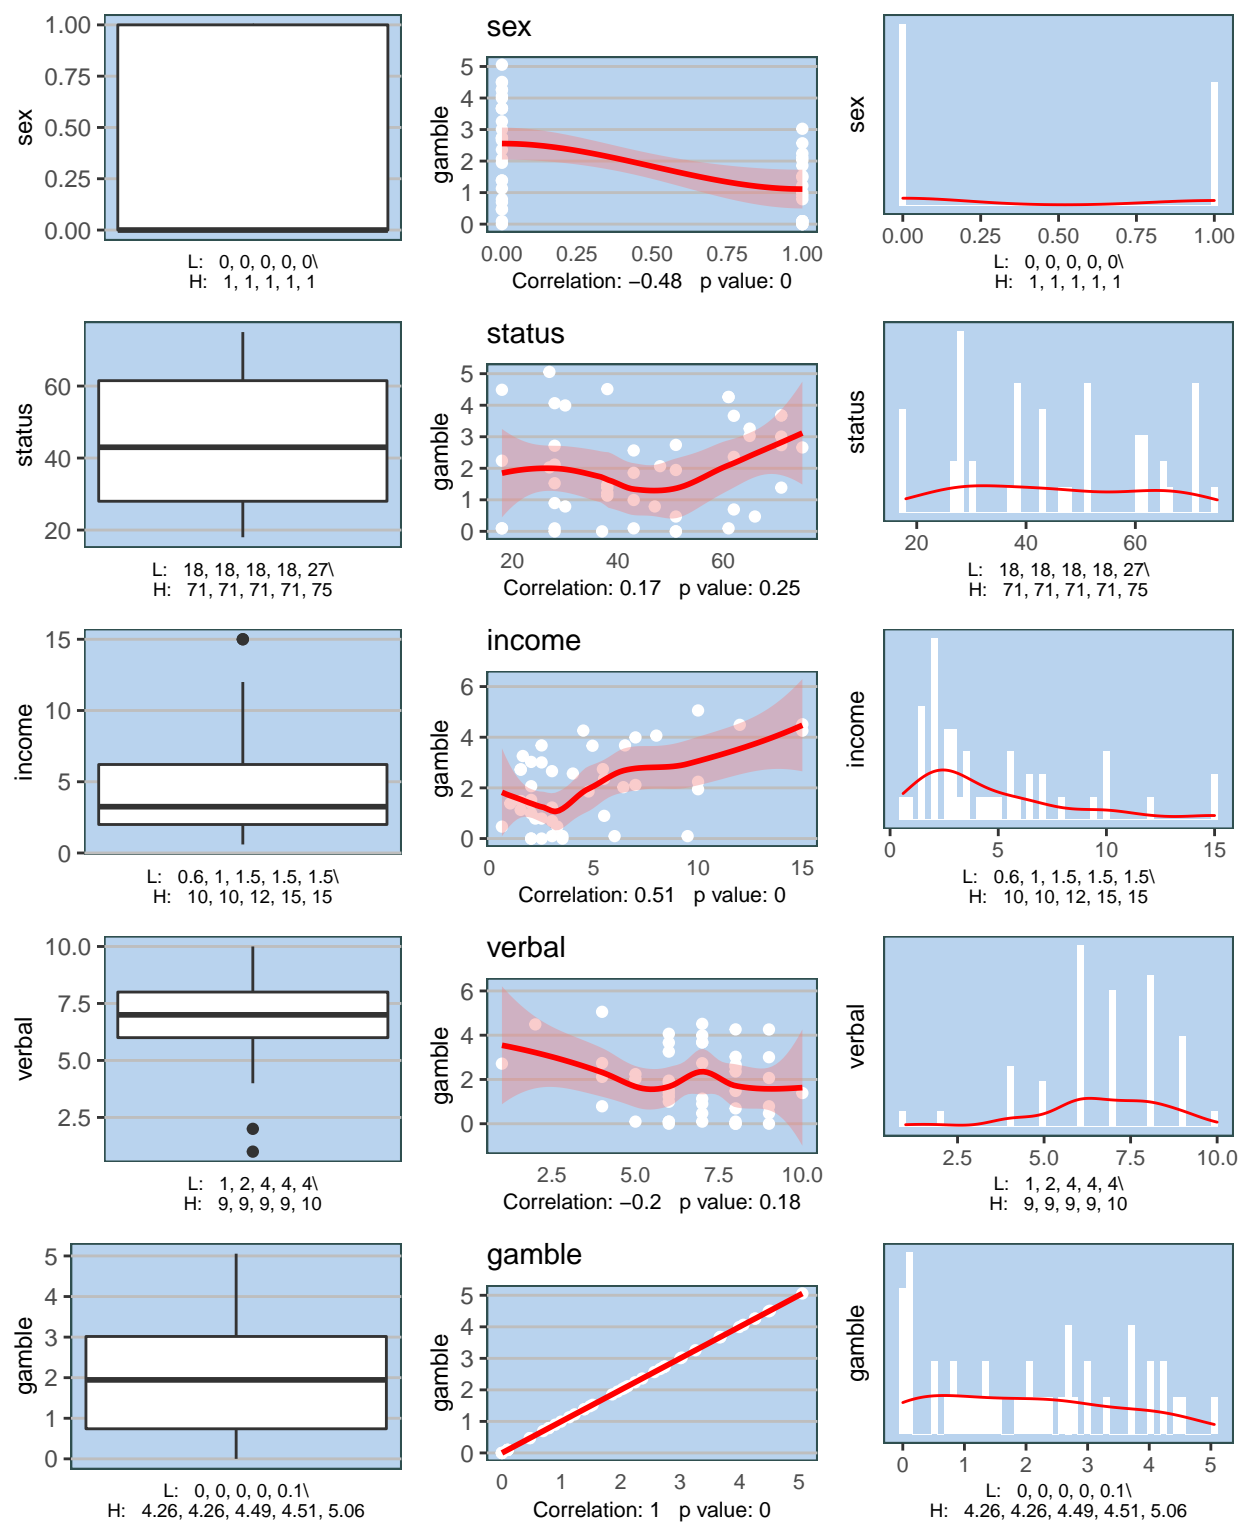 sex
1.00
0.75
0.50
0.25
0.00
L: 0, 0, 0, 0, 0\
H: 1, 1, 1, 1, 1
sex
gamble
5
4
3
2
1
0
0.00 0.25 0.50 0.75 1.00
Correlation: −0.48 p value: 0
sex
0.00 0.25 0.50 0.75 1.00
L: 0, 0, 0, 0, 0\
H: 1, 1, 1, 1, 1
status
60
40
20
L: 18, 18, 18, 18, 27\
H: 71, 71, 71, 71, 75
status
gamble
5
4
3
2
1
0
20 40 60
Correlation: 0.17 p value: 0.25
status
20 40 60
L: 18, 18, 18, 18, 27\
H: 71, 71, 71, 71, 75
income
15
10
5
0
L: 0.6, 1, 1.5, 1.5, 1.5\
H: 10, 10, 12, 15, 15
income
gamble
6
4
2
0
0 5 10 15
Correlation: 0.51 p value: 0
income
0 5 10 15
L: 0.6, 1, 1.5, 1.5, 1.5\
H: 10, 10, 12, 15, 15
verbal
10.0
7.5
5.0
2.5
L: 1, 2, 4, 4, 4\
H: 9, 9, 9, 9, 10
verbal
gamble
6
4
2
0
2.5 5.0 7.5 10.0
Correlation: −0.2 p value: 0.18
verbal
2.5 5.0 7.5 10.0
L: 1, 2, 4, 4, 4\
H: 9, 9, 9, 9, 10
gamble
5
4
3
2
1
0
L: 0, 0, 0, 0, 0.1\
H: 4.26, 4.26, 4.49, 4.51, 5.06
gamble
gamble
5
4
3
2
1
0
0 1 2 3 4 5
Correlation: 1 p value: 0
gamble
0 1 2 3 4 5
L: 0, 0, 0, 0, 0.1\
H: 4.26, 4.26, 4.49, 4.51, 5.06